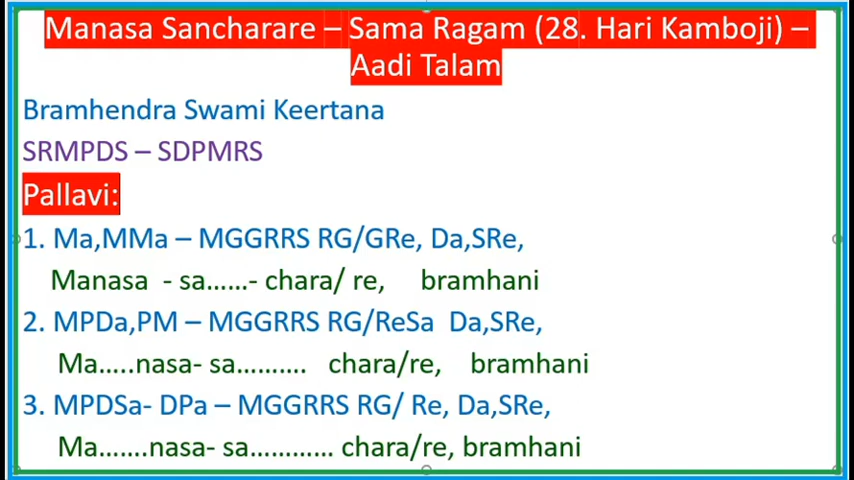 Manasa Sancharare – Sama Ragam (28. Hari Kamboji) –
Aadi Talam
Bramhendra Swami Keertana
SRMPDS – SDPMRS
Pallavi:
1. Ma,MMa – MGGRRS RG/GRe, Da,SRe,
Manasa - sa......- chara/ re, bramhani
2. MPDa,PM – MGGRRS RG/ReSa Da,SRe,
Ma.....nasa- sa.......... chara/re, bramhani
3. MPDSa- DPa – MGGRRS RG/ Re, Da,SRe,
Ma.......nasa- sa............ chara/re, bramhani